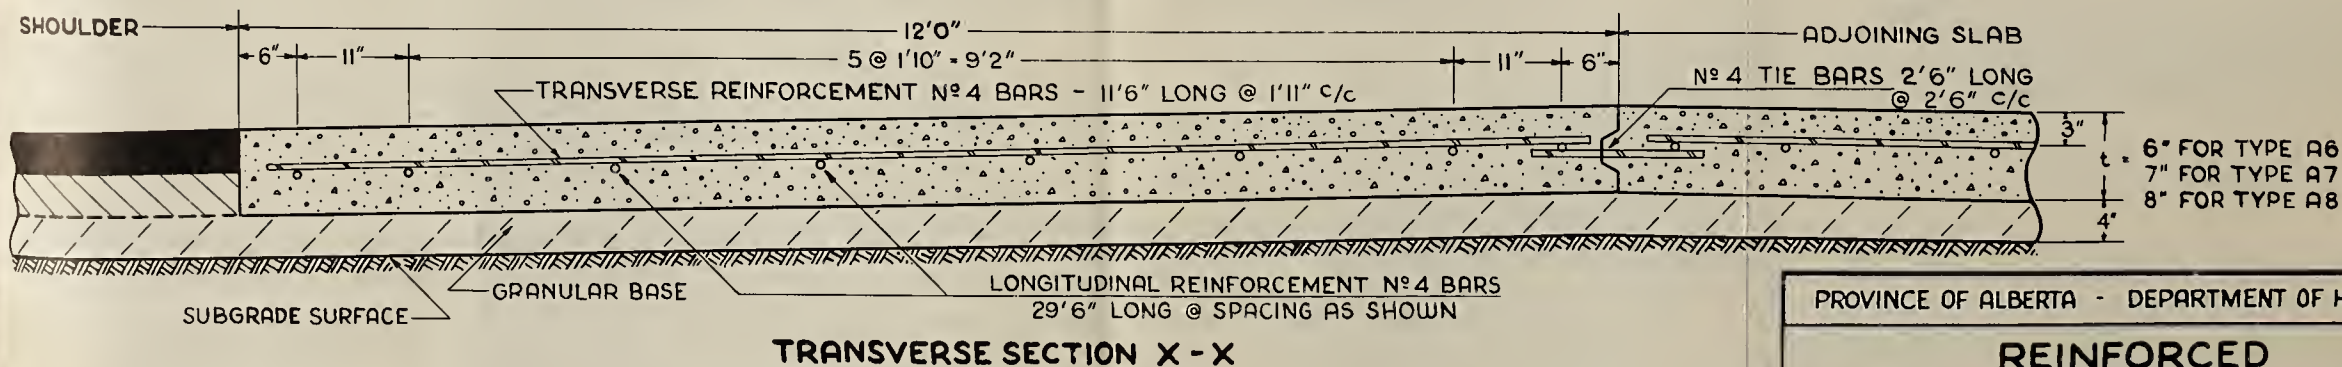 SHOULDER
12'0"
ADJOINING SLAB
6"
11"
5 @ 1'10" = 9'2"
11"
6"
Nº 4 TIE BARS 2'6" LONG
@ 2'6" c/c
TRANSVERSE REINFORCEMENT Nº 4 BARS - 11'6" LONG @ 1'11" c/c
3"
t =
6" FOR TYPE A6
7" FOR TYPE A7
8" FOR TYPE A8
4"
GRANULAR BASE
SUBGRADE SURFACE
LONGITUDINAL REINFORCEMENT Nº 4 BARS
29'6" LONG @ SPACING AS SHOWN
TRANSVERSE SECTION X - X
PROVINCE OF ALBERTA - DEPARTMENT OF H
REINFORCED